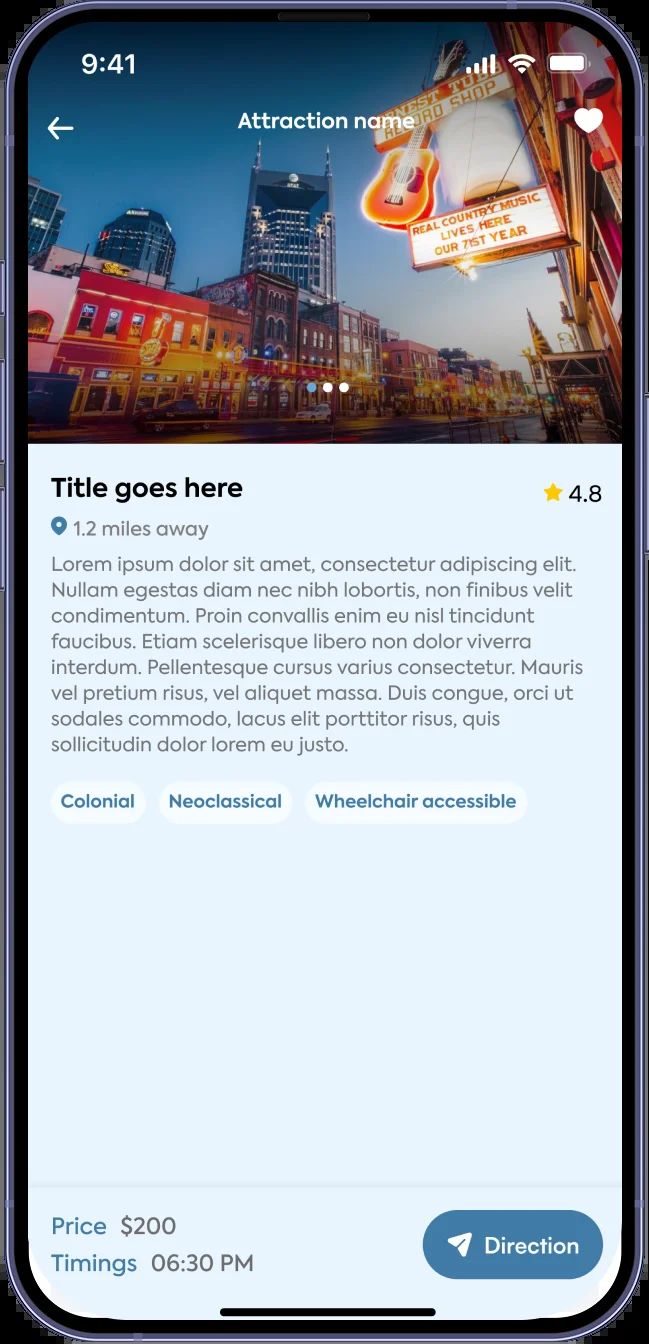 9:41
Attraction name
ERNEST TUBB
RECORD SHOP
at&t
REAL COUNTRY MUSIC
LIVES HERE
OUR 71ST YEAR
Title goes here
4.8
1.2 miles away
Lorem ipsum dolor sit amet, consectetur adipiscing elit.
Nullam egestas diam nec nibh lobortis, non finibus velit
condimentum. Proin convallis enim eu nisl tincidunt
faucibus. Etiam scelerisque libero non dolor viverra
interdum. Pellentesque cursus varius consectetur. Mauris
vel pretium risus, vel aliquet massa. Duis congue, orci ut
sodales commodo, lacus elit porttitor risus, quis
sollicitudin dolor lorem eu justo.
Colonial
Neoclassical
Wheelchair accessible
Price $200
Timings 06:30 PM
Direction